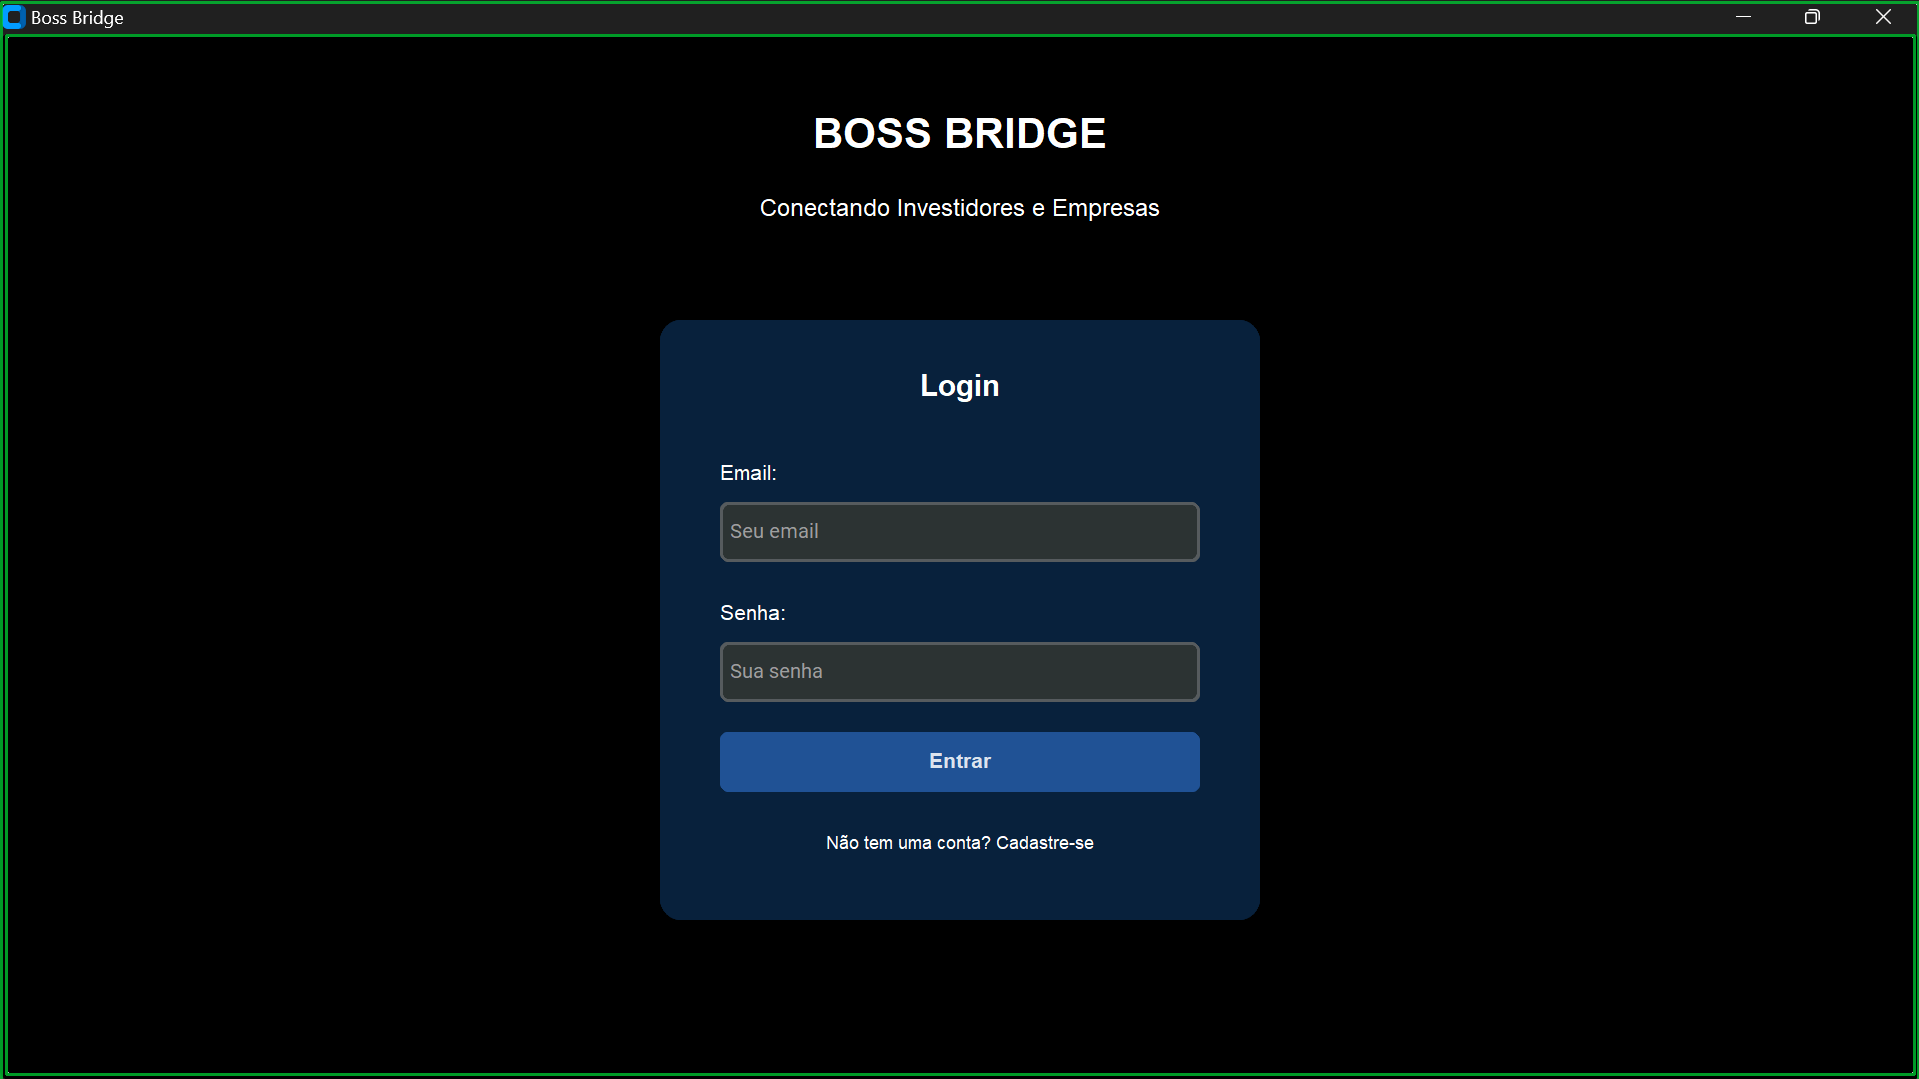 Boss Bridge
BOSS BRIDGE
Conectando Investidores e Empresas
Login
Email:
Seu email
Senha:
Sua senha
Entrar
Não tem uma conta? Cadastre-se